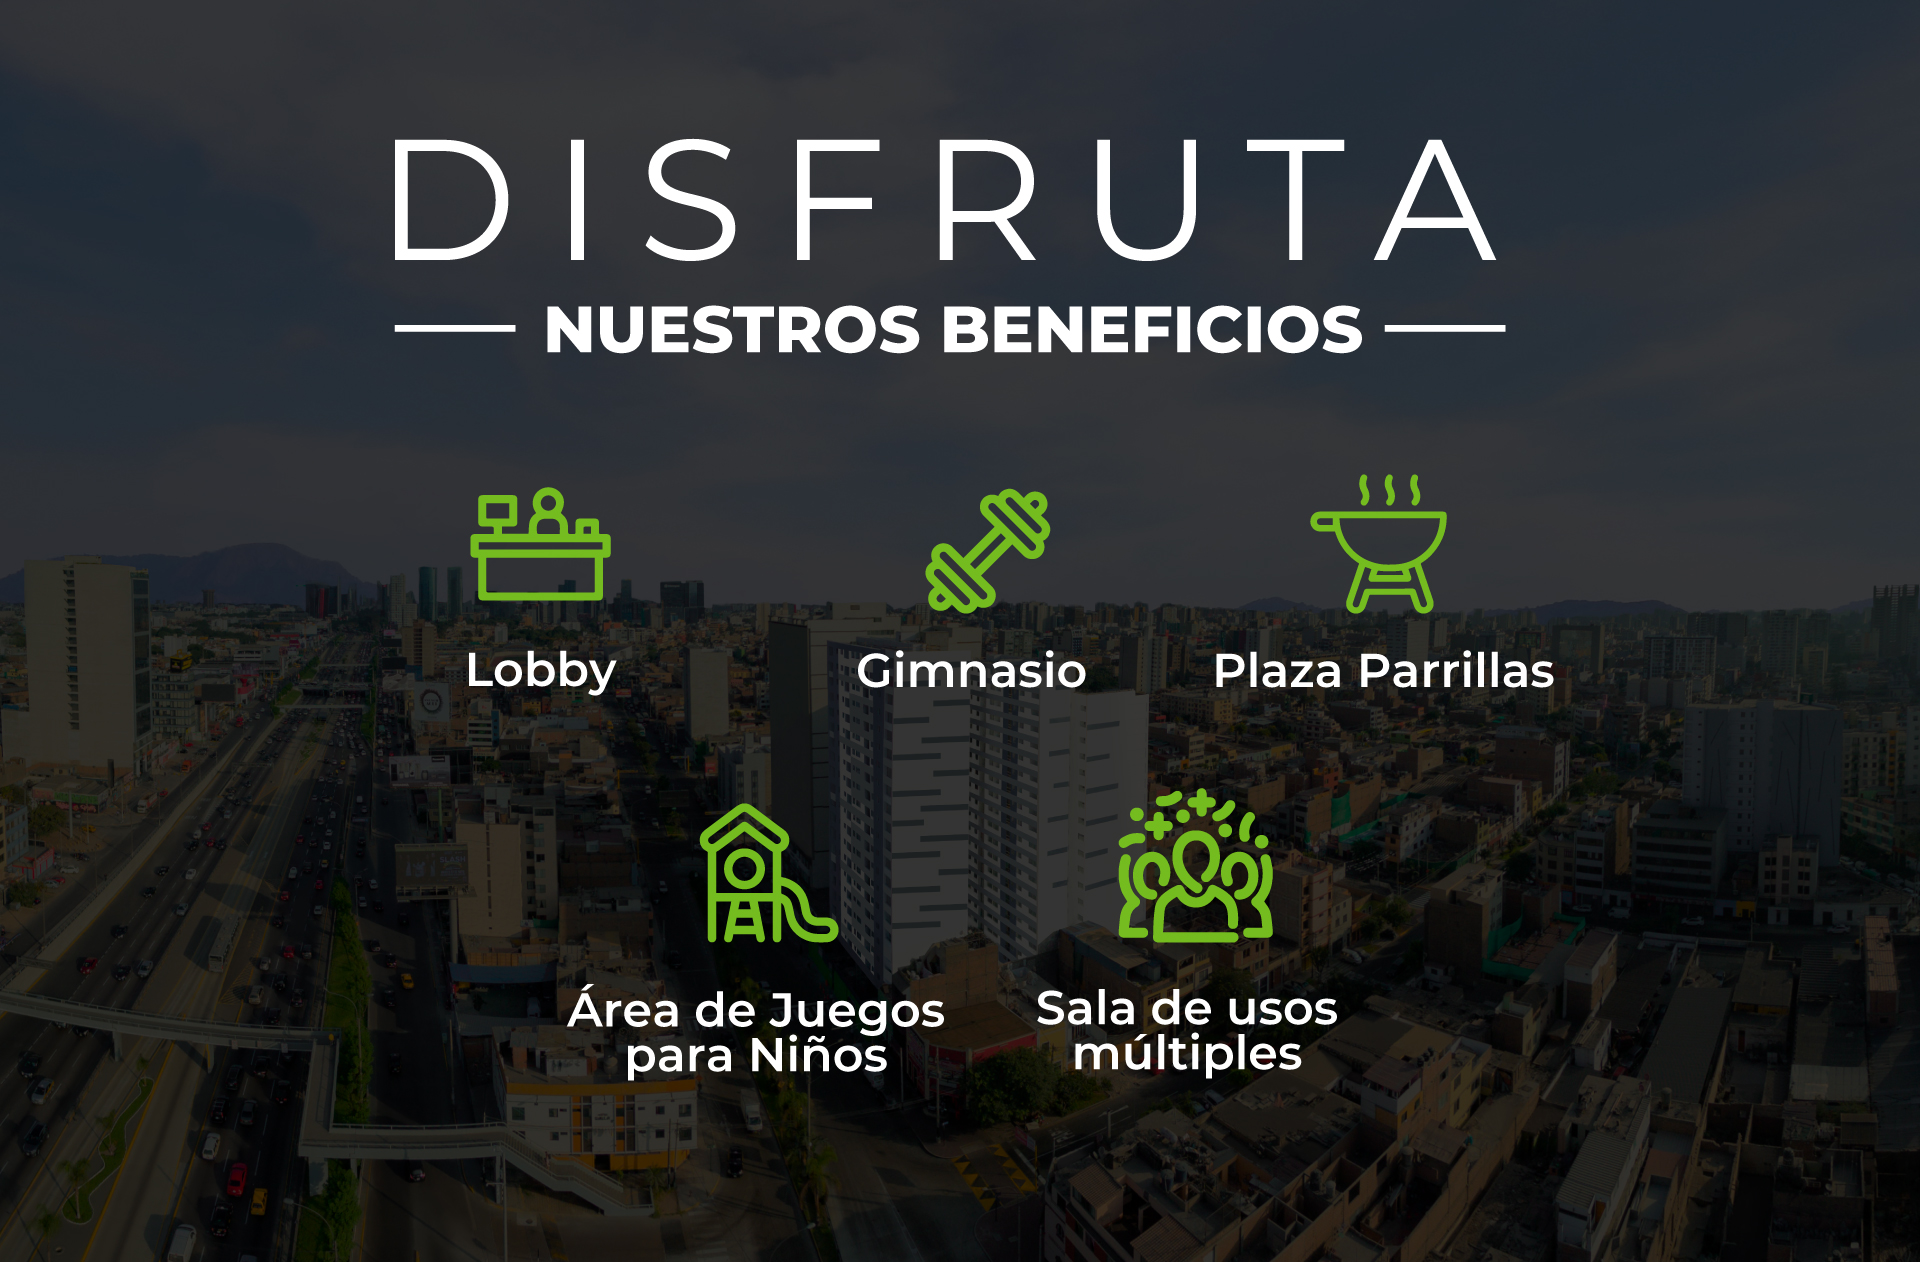 DISFRUTA
NUESTROS BENEFICIOS
Lobby
Gimnasio
Plaza Parrillas
Área de Juegos
para Niños
Sala de usos
múltiples